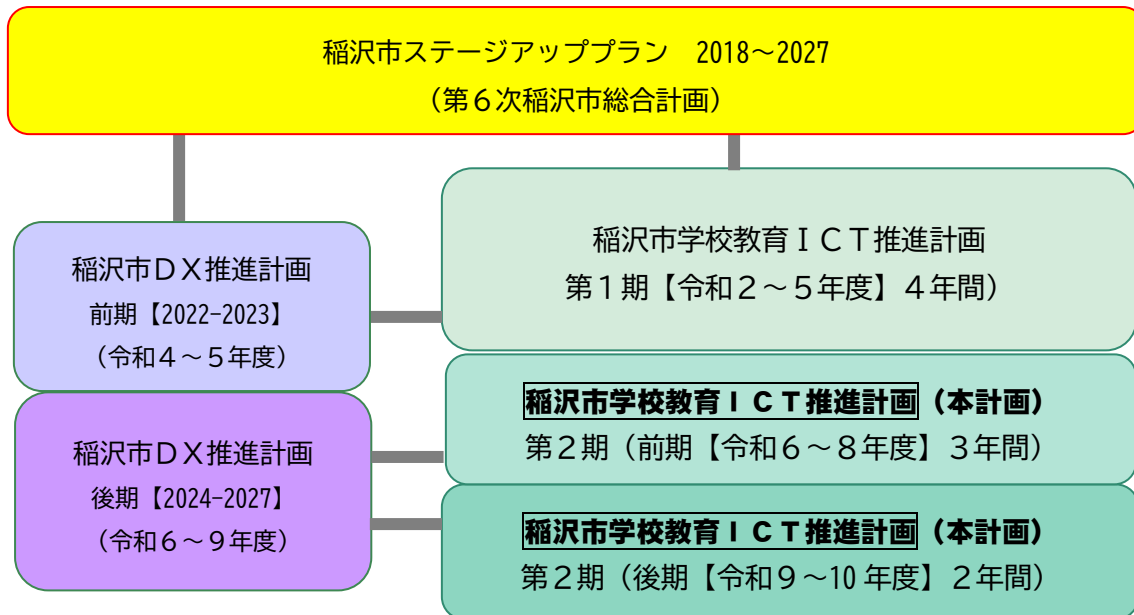 稲沢市ステージアッププラン　2018～2027
（第６次稲沢市総合計画）
稲沢市ＤＸ推進計画
前期【2022-2023】
（令和４～５年度）
稲沢市学校教育ＩＣＴ推進計画
第１期【令和２～５年度】４年間）
稲沢市ＤＸ推進計画
後期【2024-2027】
（令和６～９年度）
稲沢市学校教育ＩＣＴ推進計画（本計画）
第２期（前期【令和６～８年度】３年間）
稲沢市学校教育ＩＣＴ推進計画（本計画）
第２期（後期【令和９～10年度】２年間）